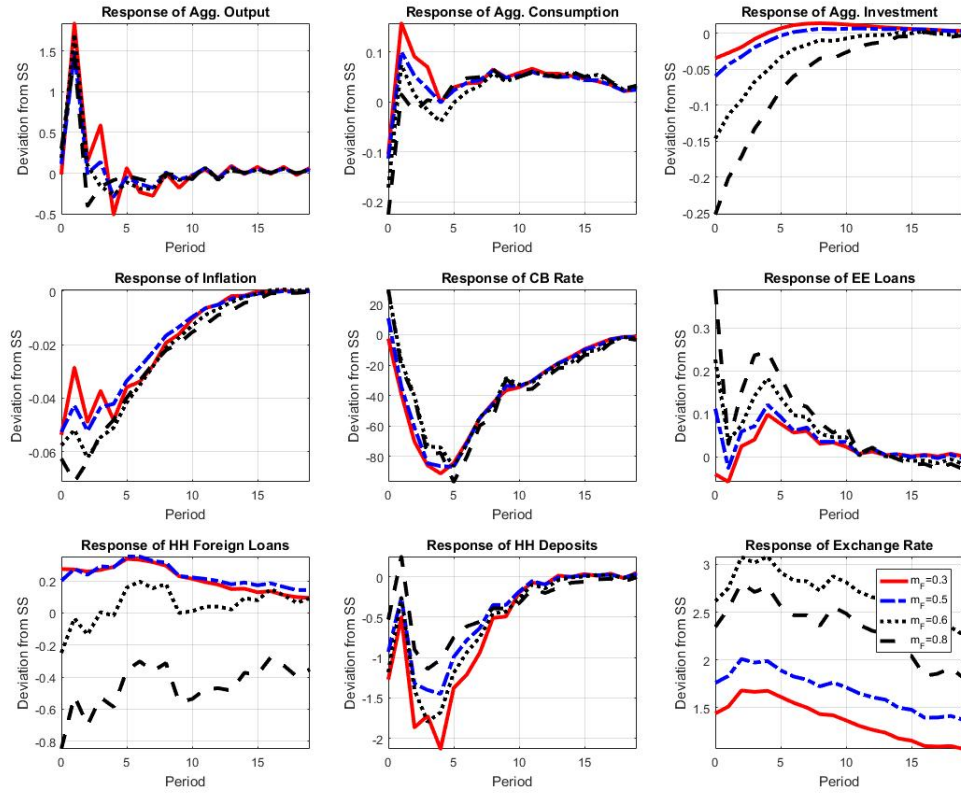 Response of Agg. Output
Deviation from SS
1.5
1
0.5
0
-0.5
0 5 10 15
Period
Response of Agg. Consumption
Deviation from SS
0.1
0
-0.1
-0.2
0 5 10 15
Period
Response of Agg. Investment
Deviation from SS
0
-0.05
-0.1
-0.15
-0.2
-0.25
0 5 10 15
Period
Response of Inflation
Deviation from SS
0
-0.02
-0.04
-0.06
0 5 10 15
Period
Response of CB Rate
Deviation from SS
20
0
-20
-40
-60
-80
0 5 10 15
Period
Response of EE Loans
Deviation from SS
0.3
0.2
0.1
0
0 5 10 15
Period
Response of HH Foreign Loans
Deviation from SS
0.2
0
-0.2
-0.4
-0.6
-0.8
0 5 10 15
Period
Response of HH Deposits
Deviation from SS
0
-0.5
-1
-1.5
-2
0 5 10 15
Period
Response of Exchange Rate
Deviation from SS
3
2.5
2
1.5
0 5 10 15
Period
m_F=0.3
m_F=0.5
m_F=0.6
m_F=0.8